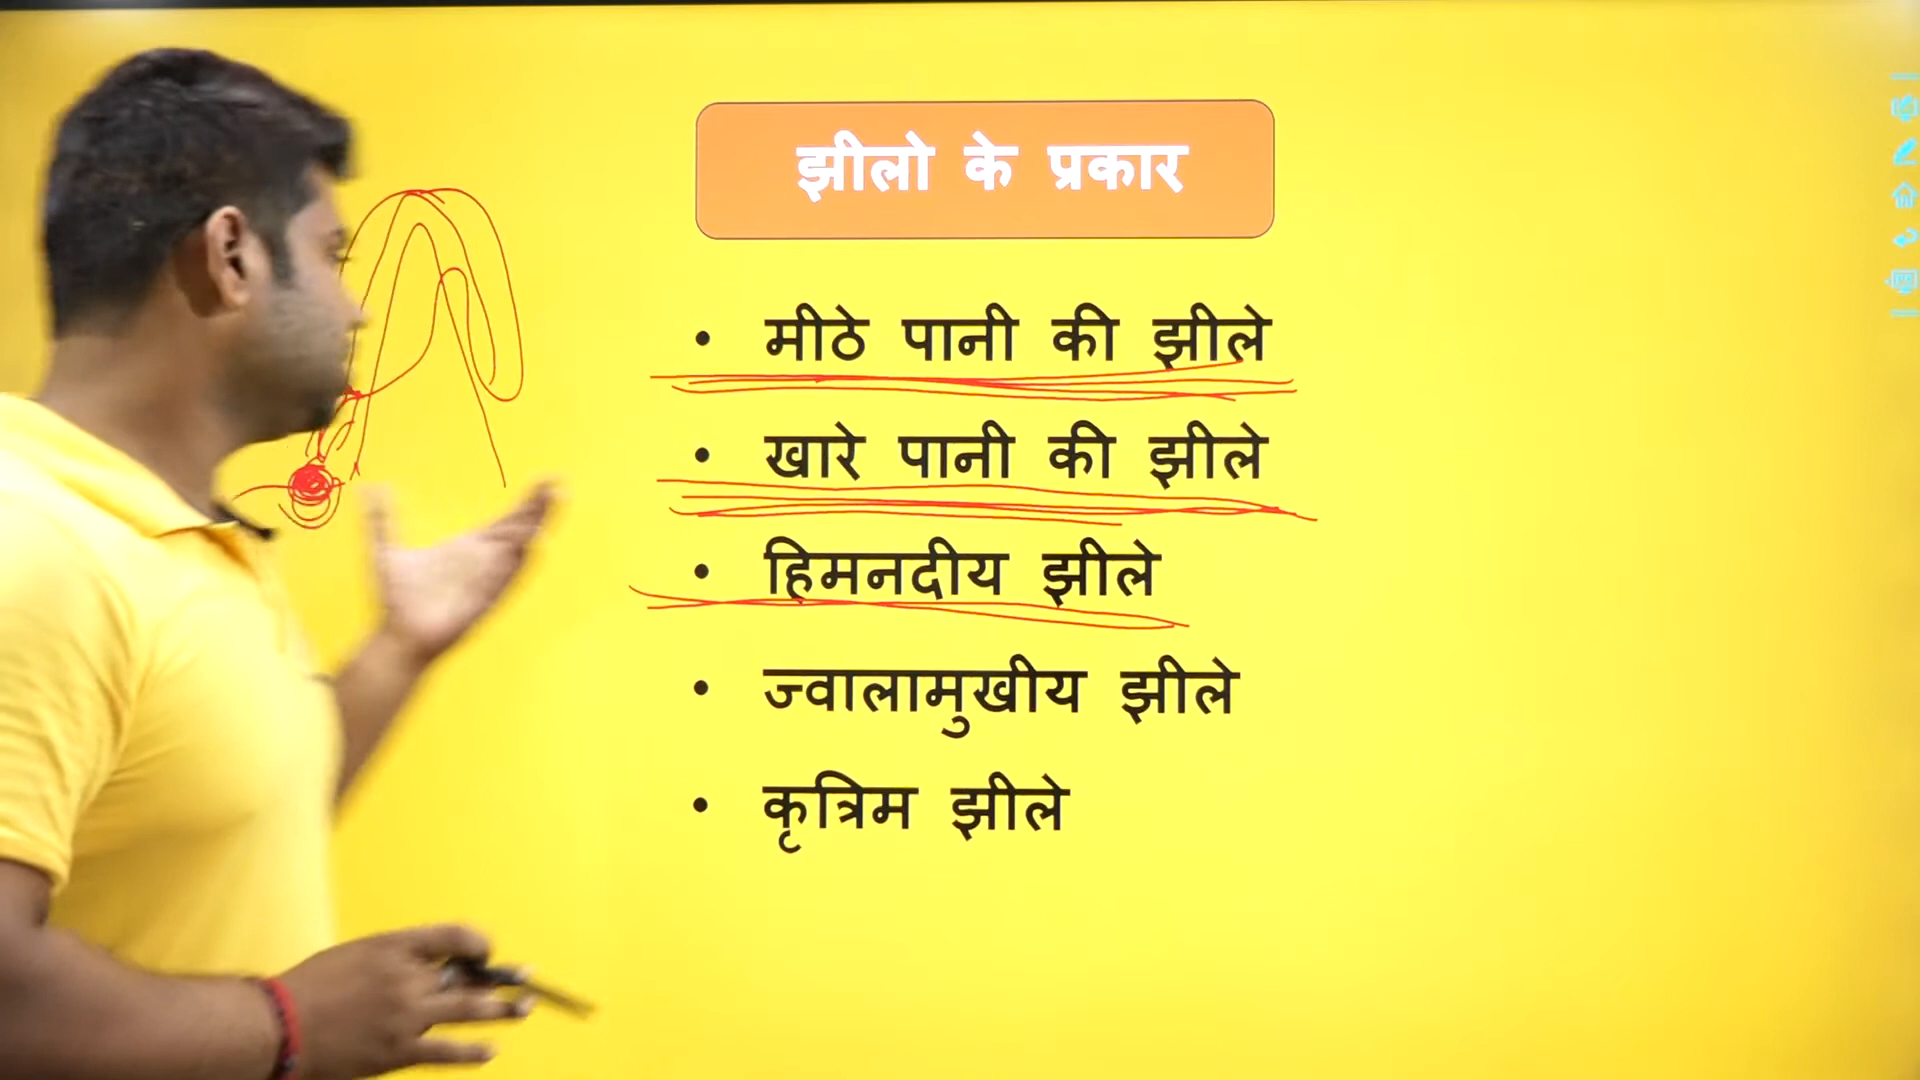 झीलो के प्रकार
• मीठे पानी की झीले
• खारे पानी की झीले
• हिमनदीय झीले
• ज्वालामुखीय झीले
• कृत्रिम झीले